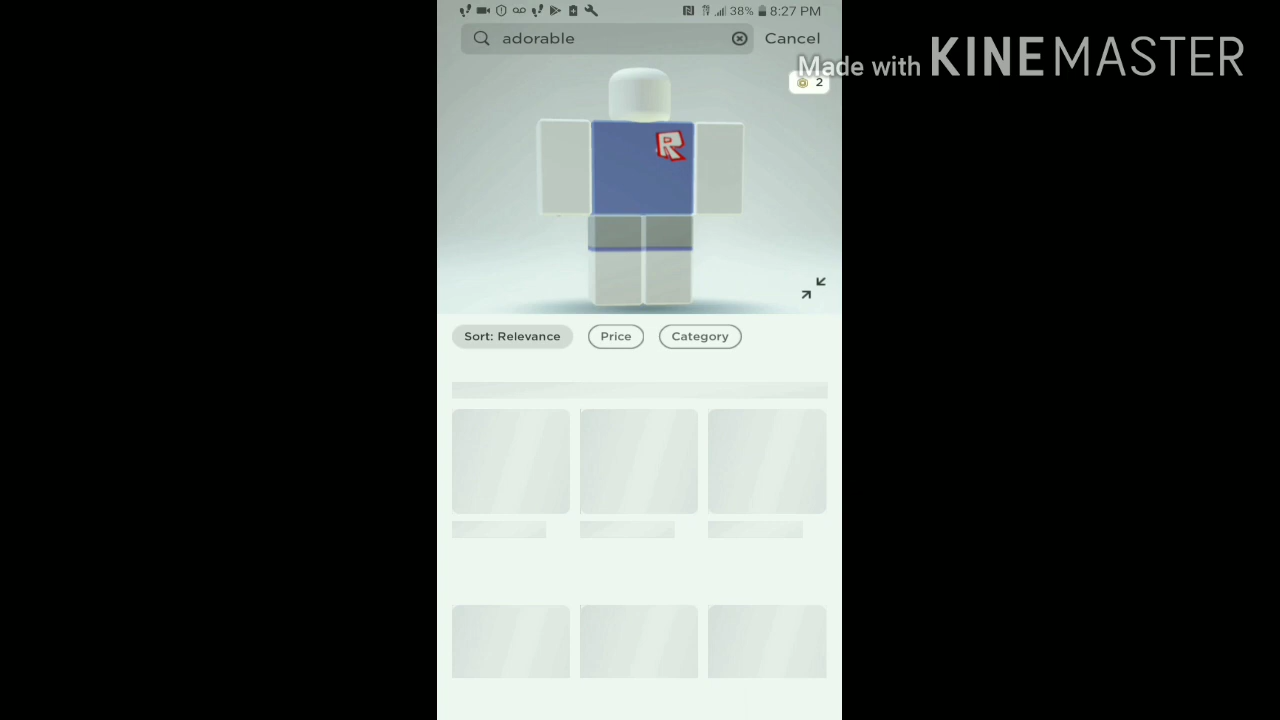 38% 8:27 PM
adorable
Cancel
Made with KINEMASTER
2
R
Sort: Relevance
Price
Category